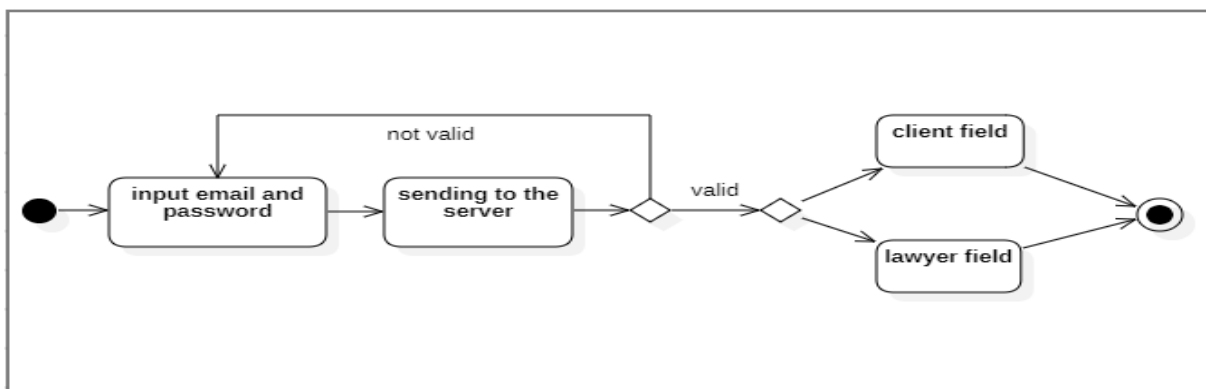 not valid
input email and
password
sending to the
server
valid
client field
lawyer field